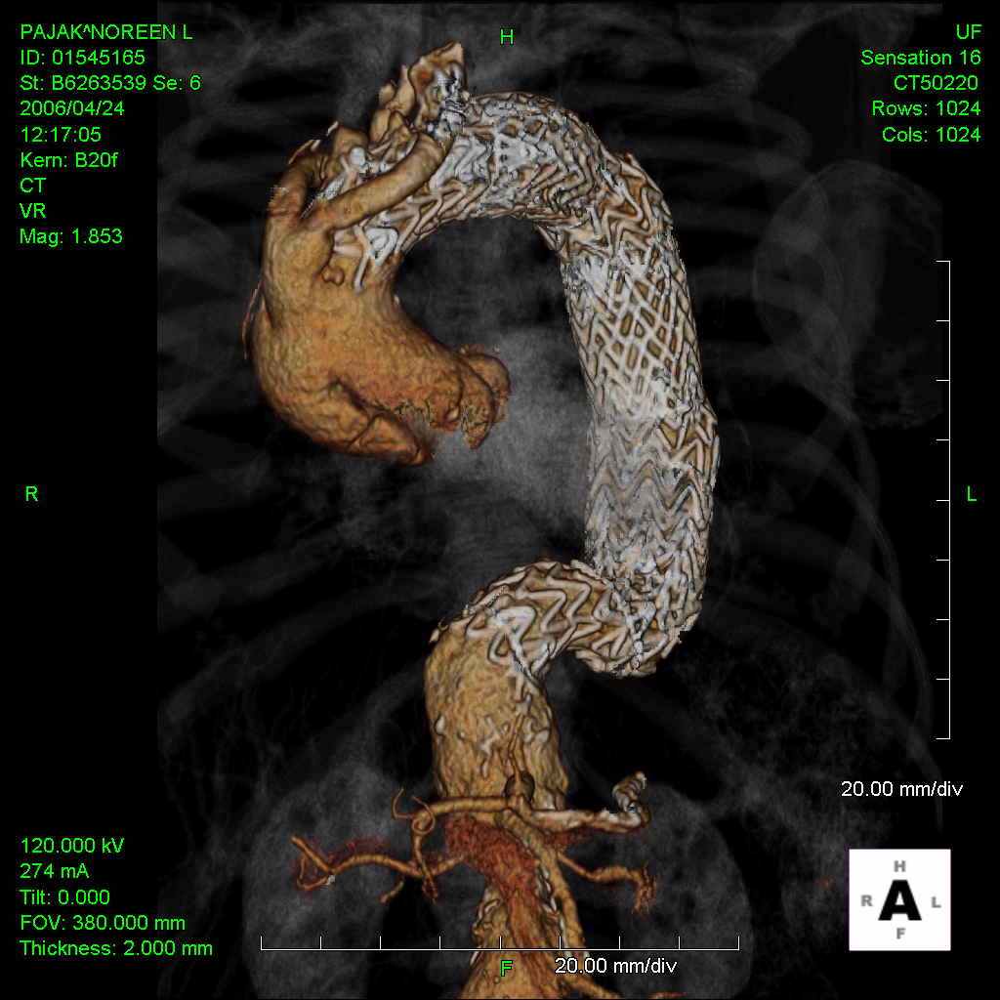 PAJAK^NOREEN L
ID: 01545165
St: B6263539 Se: 6
2006/04/24
12:17:05
Kern: B20f
CT
VR
Mag: 1.853
H
UF
Sensation 16
CT50220
Rows: 1024
Cols: 1024
R
L
20.00 mm/div
120.000 kV
274 mA
Tilt: 0.000
FOV: 380.000 mm
Thickness: 2.000 mm
F
20.00 mm/div
H
R A L
F